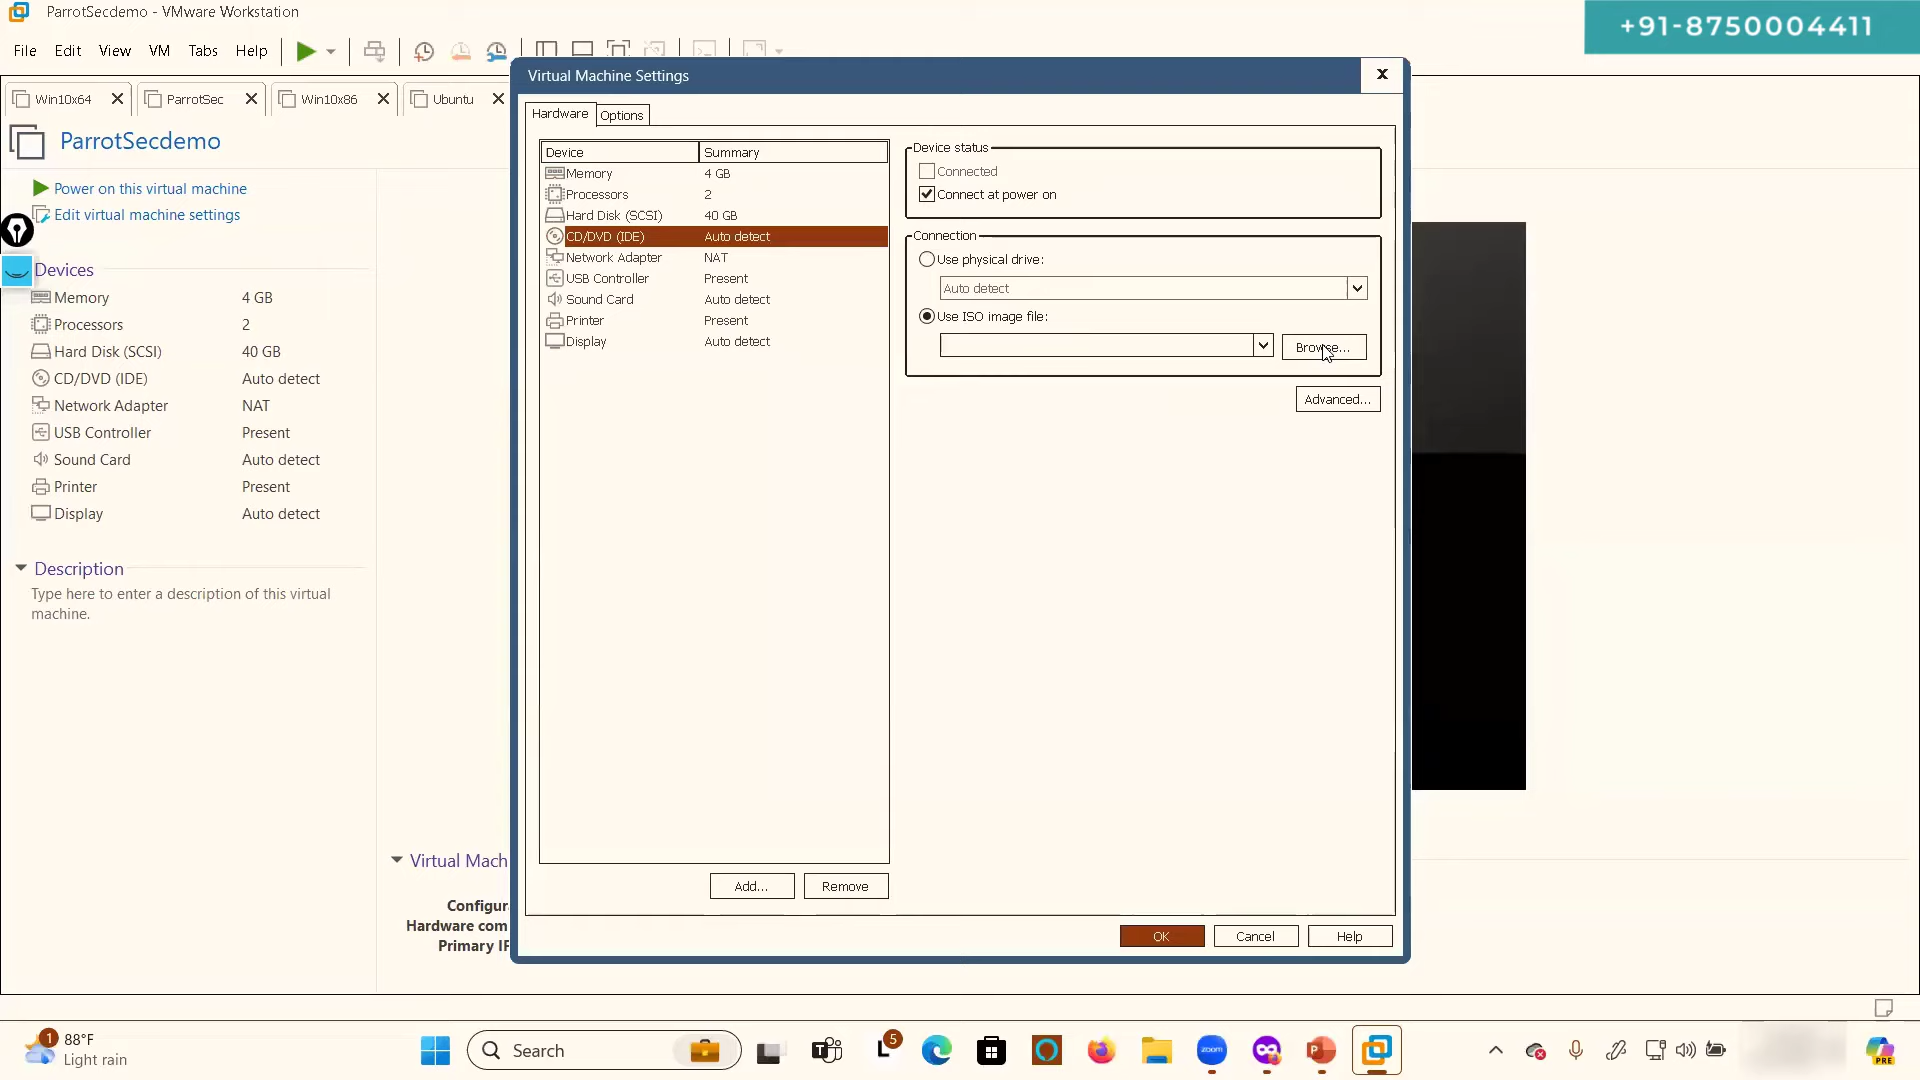 ParrotSecdemo - VMware Workstation
+91-8750004411
File Edit View VM Tabs Help
Win10x64 ParrotSec Win10x86 Ubuntu
ParrotSecdemo
Power on this virtual machine
Edit virtual machine settings
Devices
Memory 4 GB
Processors 2
Hard Disk (SCSI) 40 GB
CD/DVD (IDE) Auto detect
Network Adapter NAT
USB Controller Present
Sound Card Auto detect
Printer Present
Display Auto detect
Description
Type here to enter a description of this virtual
machine.
Virtual Mach
Configur
Hardware com
Primary IP
Virtual Machine Settings
Hardware Options
Device Summary
Memory 4 GB
Processors 2
Hard Disk (SCSI) 40 GB
CD/DVD (IDE) Auto detect
Network Adapter NAT
USB Controller Present
Sound Card Auto detect
Printer Present
Display Auto detect
Add... Remove
Device status
Connected
Connect at power on
Connection
Use physical drive:
Auto detect
Use ISO image file:
Browse...
Advanced...
OK Cancel Help
1
88°F
Light rain
Search
5
zoom
PRE